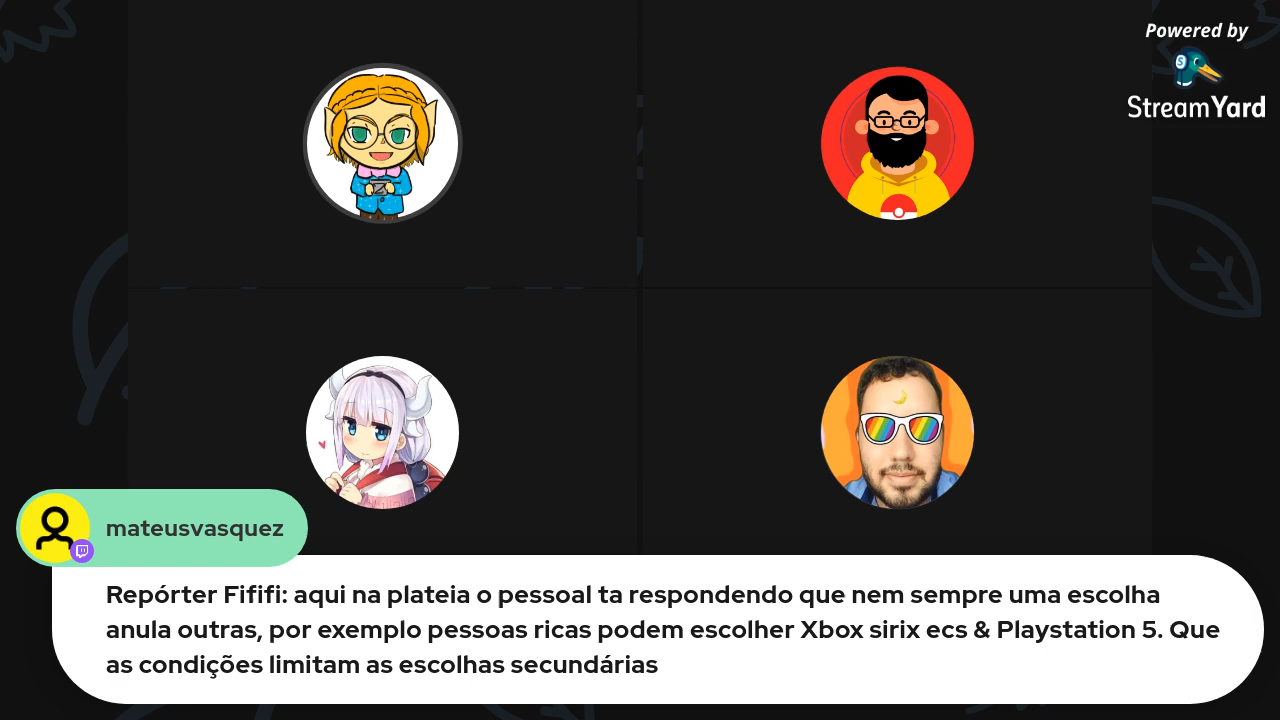 Powered by
StreamYard
mateusvasquez
Repórter Fififi: aqui na plateia o pessoal ta respondendo que nem sempre uma escolha
anula outras, por exemplo pessoas ricas podem escolher Xbox sirix ecs & Playstation 5. Que
as condições limitam as escolhas secundárias